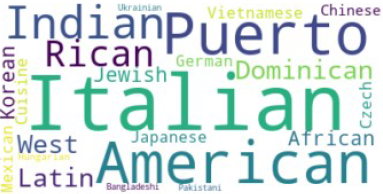 Ukrainian
Indian Puerto
Vietnamese Chinese
Korean Rican
German
Mexican Cuisine Jewish Dominican
Italian Czech
Hungarian
West Japanese African
Latin American
Bangladeshi Pakistani